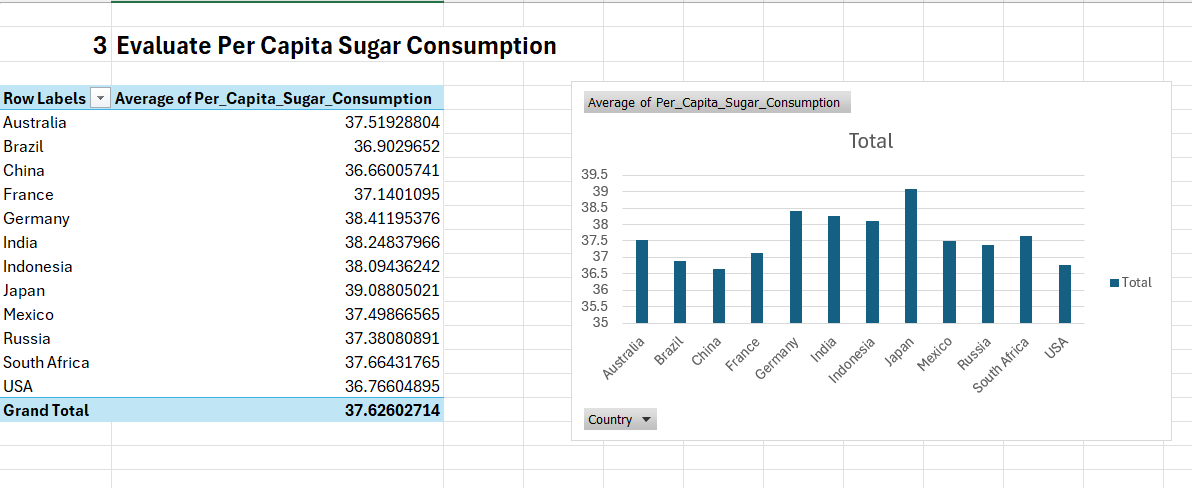 3 Evaluate Per Capita Sugar Consumption
Row Labels Average of Per_Capita_Sugar_Consumption
Australia 37.51928804
Brazil 36.9029652
China 36.66005741
France 37.1401095
Germany 38.41195376
India 38.24837966
Indonesia 38.09436242
Japan 39.08805021
Mexico 37.49866565
Russia 37.38080891
South Africa 37.66431765
USA 36.76604895
Grand Total 37.62602714
Average of Per_Capita_Sugar_Consumption
Total
39.5
39
38.5
38
37.5
37
36.5
36
35.5
35
Australia Brazil China France Germany India Indonesia Japan Mexico Russia South Africa USA
Total
Country